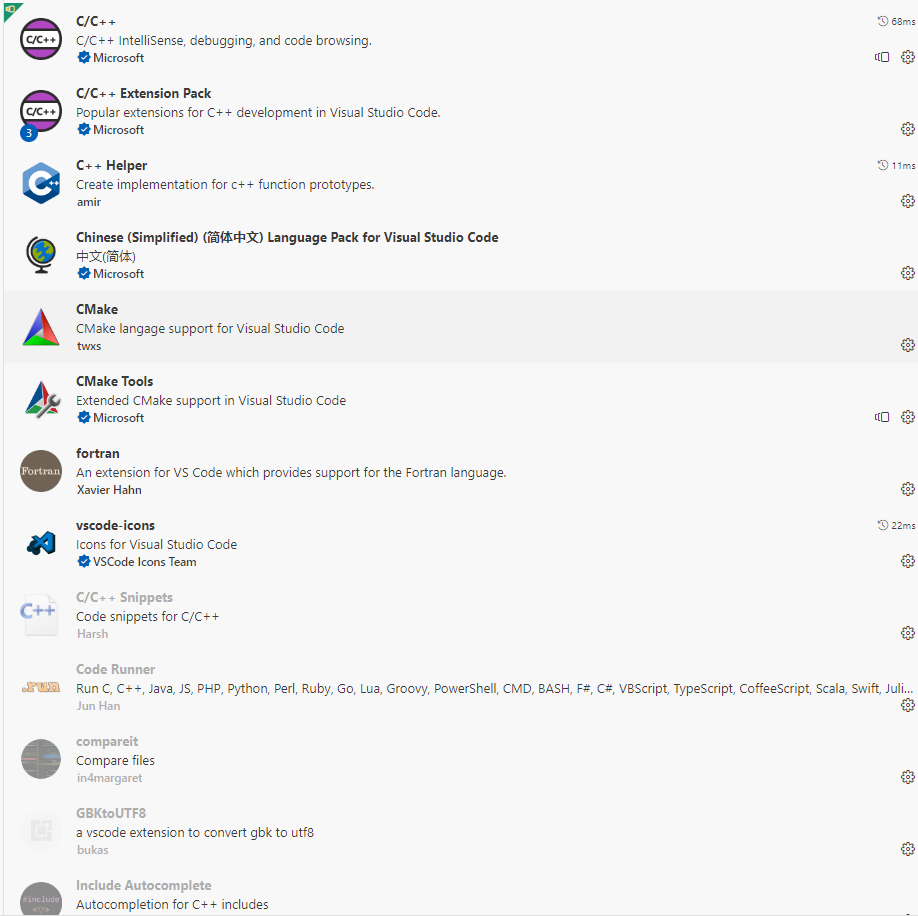 C/C++
68ms
C/C++
C/C++ IntelliSense, debugging, and code browsing.
Microsoft
C/C++ Extension Pack
C/C++
Popular extensions for C++ development in Visual Studio Code.
3
Microsoft
C++ Helper
11ms
C++
Create implementation for c++ function prototypes.
amir
Chinese (Simplified) (简体中文) Language Pack for Visual Studio Code
中文(简体)
Microsoft
CMake
CMake langage support for Visual Studio Code
twxs
CMake Tools
Extended CMake support in Visual Studio Code
Microsoft
fortran
Fortran
An extension for VS Code which provides support for the Fortran language.
Xavier Hahn
vscode-icons
22ms
Icons for Visual Studio Code
VSCode Icons Team
C/C++ Snippets
C++
Code snippets for C/C++
Harsh
Code Runner
.run
Run C, C++, Java, JS, PHP, Python, Perl, Ruby, Go, Lua, Groovy, PowerShell, CMD, BASH, F#, C#, VBScript, TypeScript, CoffeeScript, Scala, Swift, Juli...
Jun Han
compareit
Compare files
in4margaret
GBKtoUTF8
a vscode extension to convert gbk to utf8
bukas
Include Autocomplete
#include
Autocompletion for C++ includes